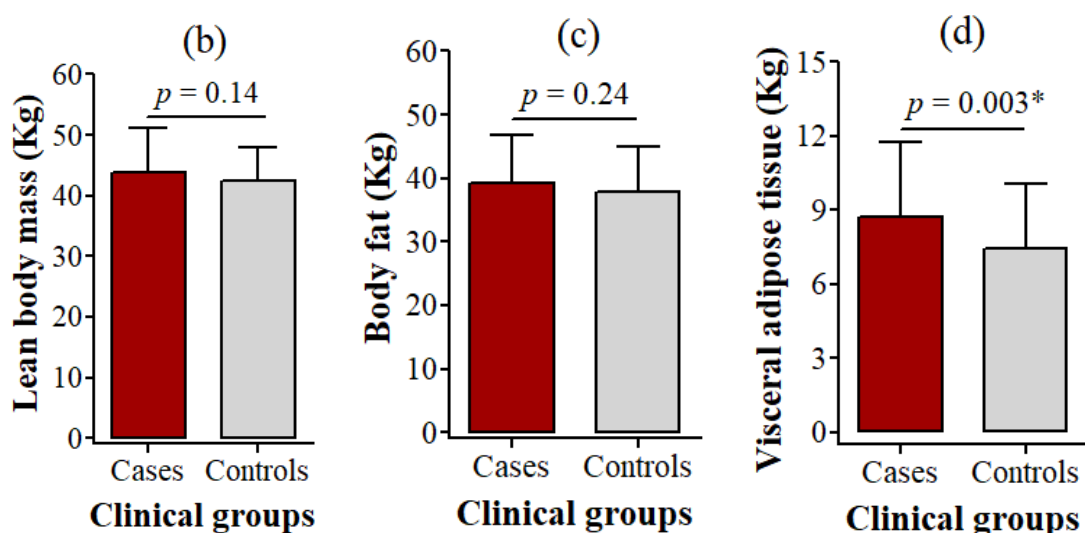 (b)
Lean body mass (Kg)
60
50
40
30
20
10
0
p = 0.14
Cases Controls
Clinical groups
(c)
Body fat (Kg)
60
50
40
30
20
10
0
p = 0.24
Cases Controls
Clinical groups
(d)
Visceral adipose tissue (Kg)
15
12
9
6
3
0
p = 0.003*
Cases Controls
Clinical groups